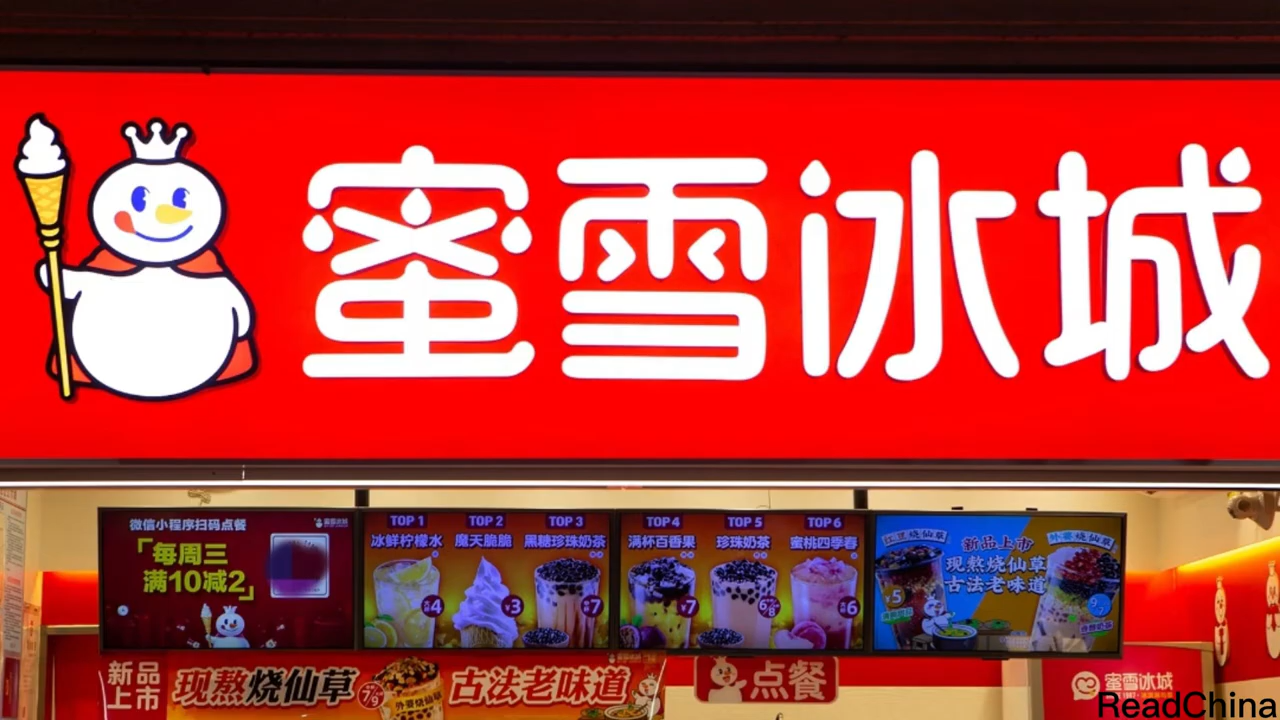 蜜雪冰城
微信小程序扫码点餐
「每周三
满10减2」
TOP 1
冰鲜柠檬水
4
TOP 2
魔天脆脆
3
TOP 3
黑糖珍珠奶茶
7
TOP 4
满杯百香果
7
TOP 5
珍珠奶茶
TOP 6
蜜桃四季春
6
新品上市
现熬烧仙草
古法老味道
5
新品
上市
现熬烧仙草
古法老味道
点餐
蜜雪冰城
ReadChina